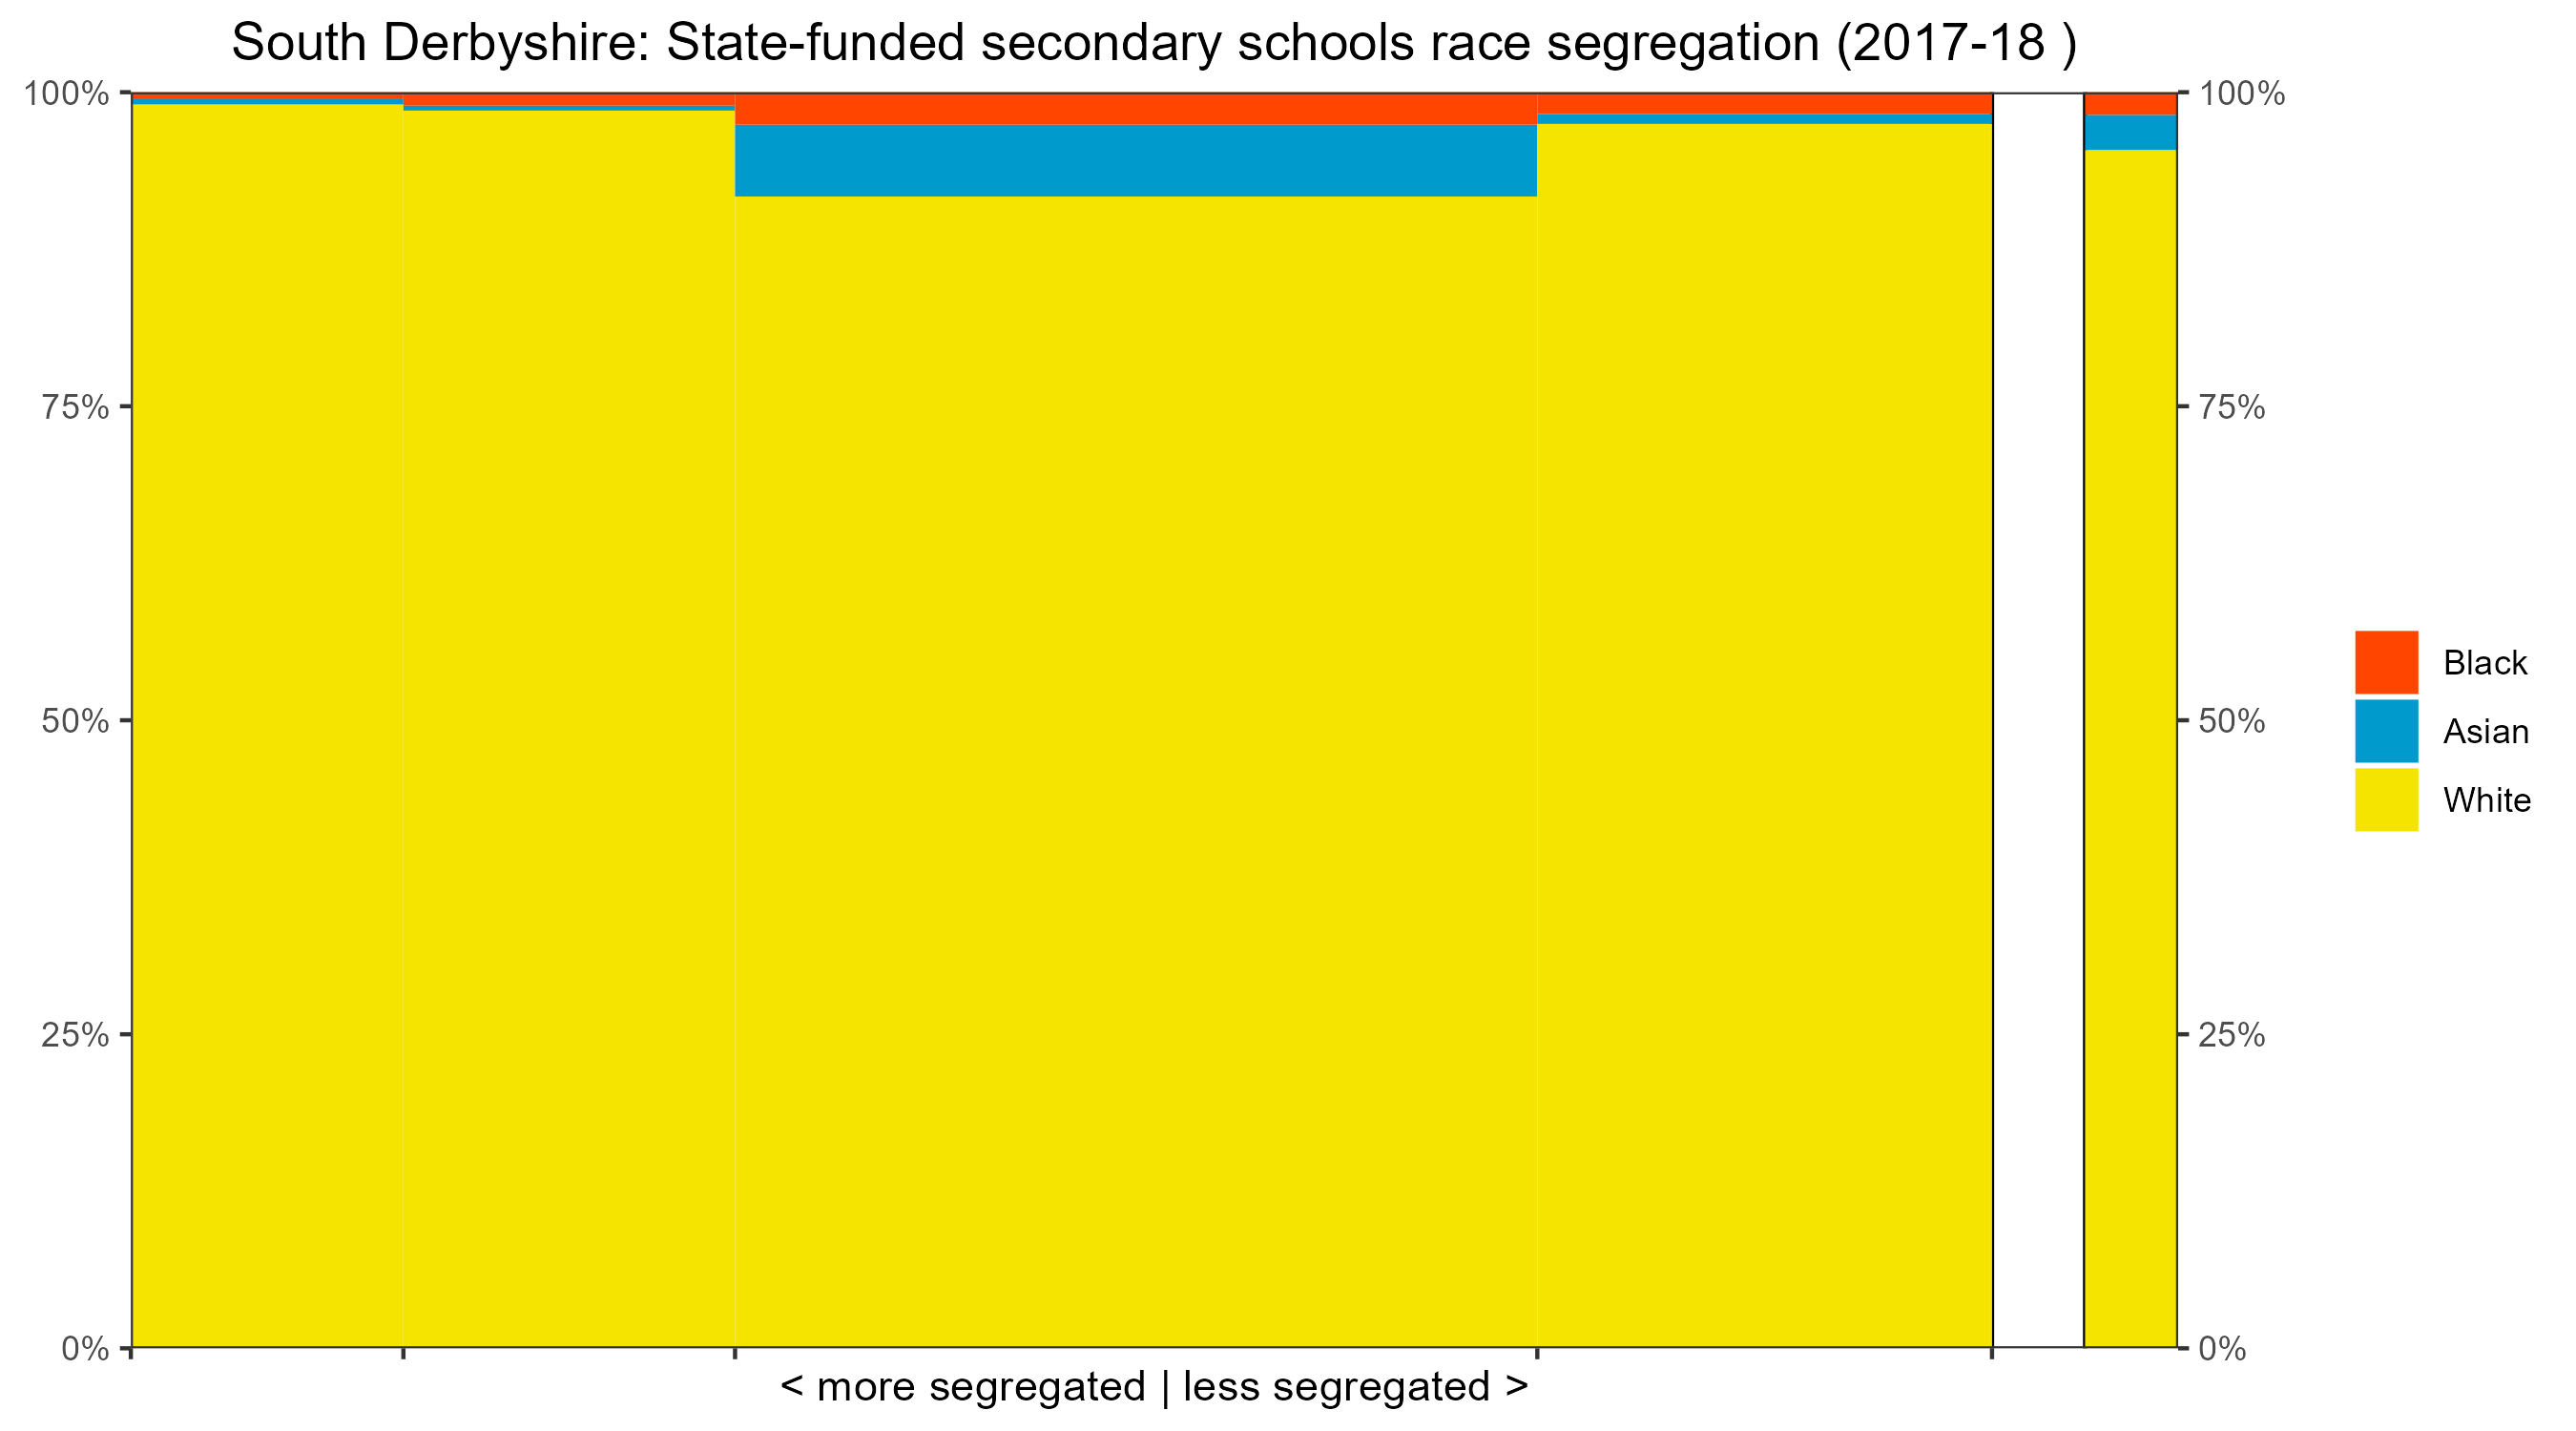 South Derbyshire: State-funded secondary schools race segregation (2017-18 )
100%
75%
50%
25%
0%
100%
75%
50%
25%
0%
Black
Asian
White
< more segregated | less segregated >